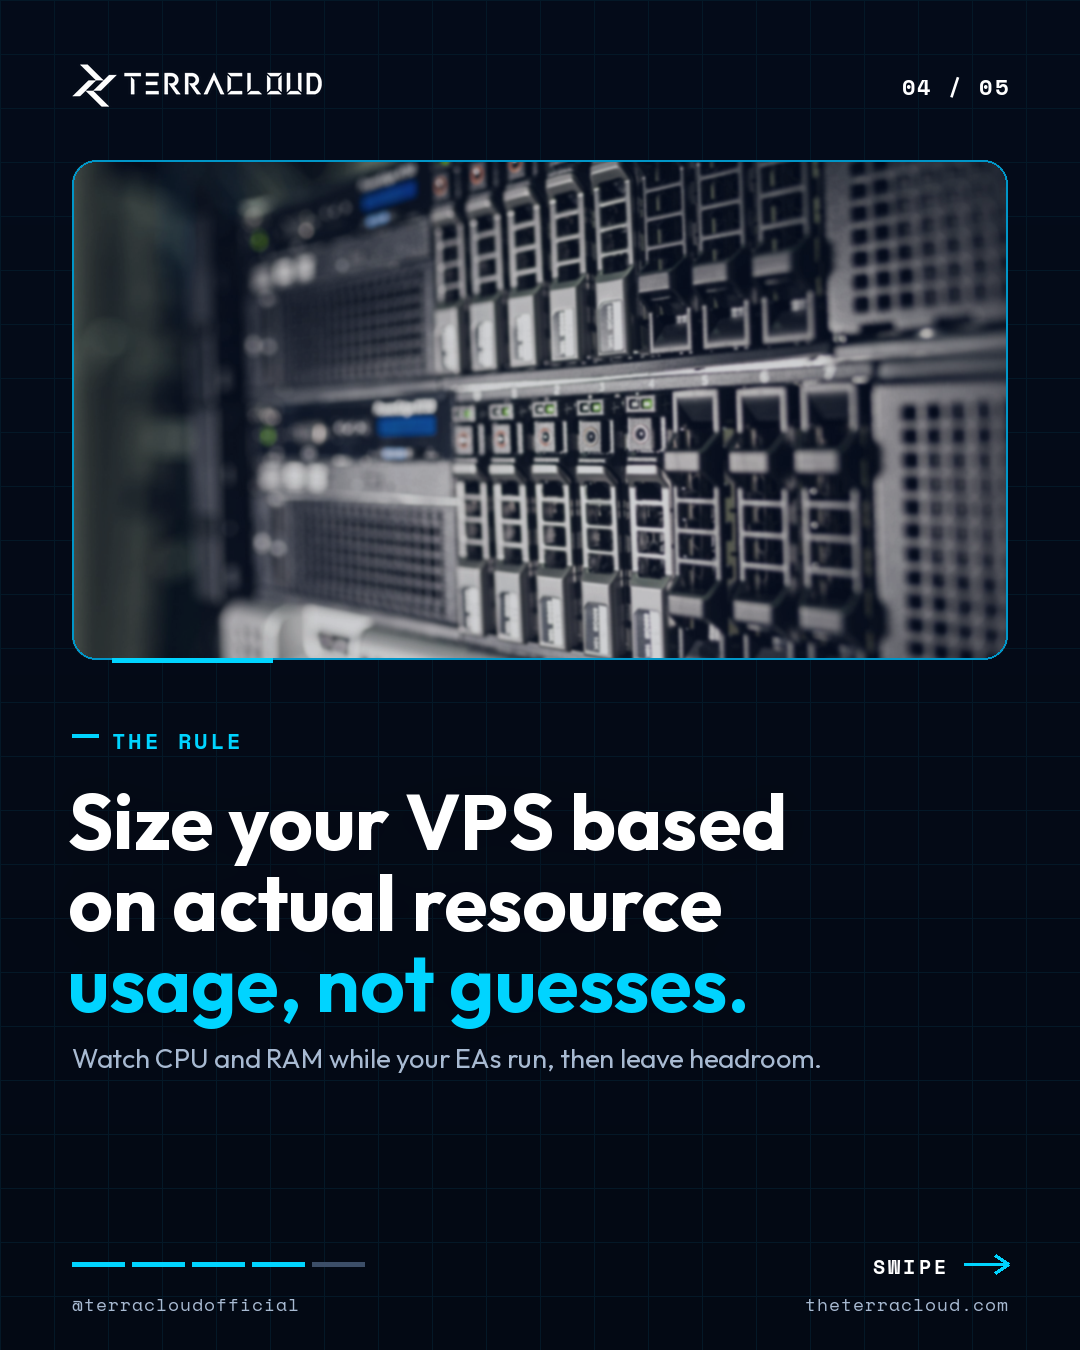 TERRACLOUD
04 / 05
THE RULE
Size your VPS based
on actual resource
usage, not guesses.
Watch CPU and RAM while your EAs run, then leave headroom.
SWIPE
@terracloudofficial
theterracloud.com